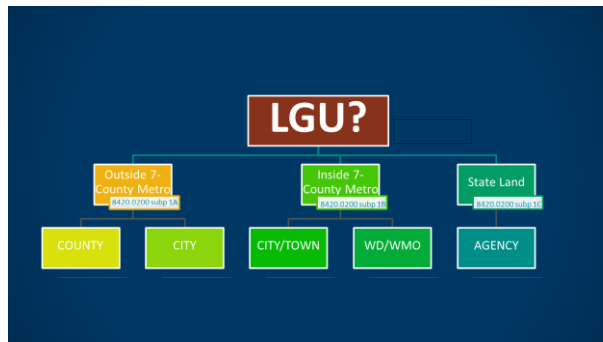 LGU?
Outside 7-
County Metro
8420.0200 subp 1A
Inside 7-
County Metro
8420.0200 subp 1B
State Land
8420.0200 subp 1C
COUNTY
CITY
CITY/TOWN
WD/WMO
AGENCY